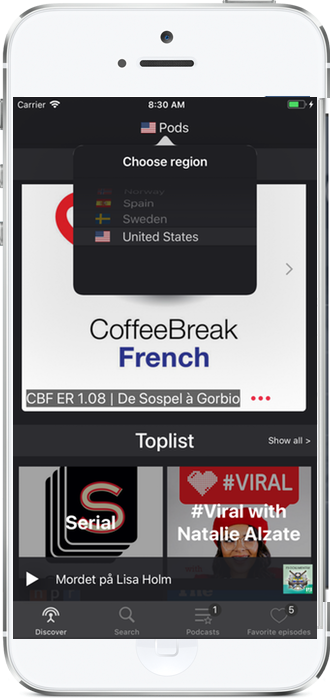 Carrier
8:30 AM
Pods
Choose region
Norway
Spain
Sweden
United States
CoffeeBreak
French
CBF ER 1.08 | De Sospel à Gorbio
Toplist
Show all >
S
#VIRAL
Serial
#Viral with
Natalie Alzate
Mordet på Lisa Holm
n p r
1
5
Discover
Search
Podcasts
Favorite episodes